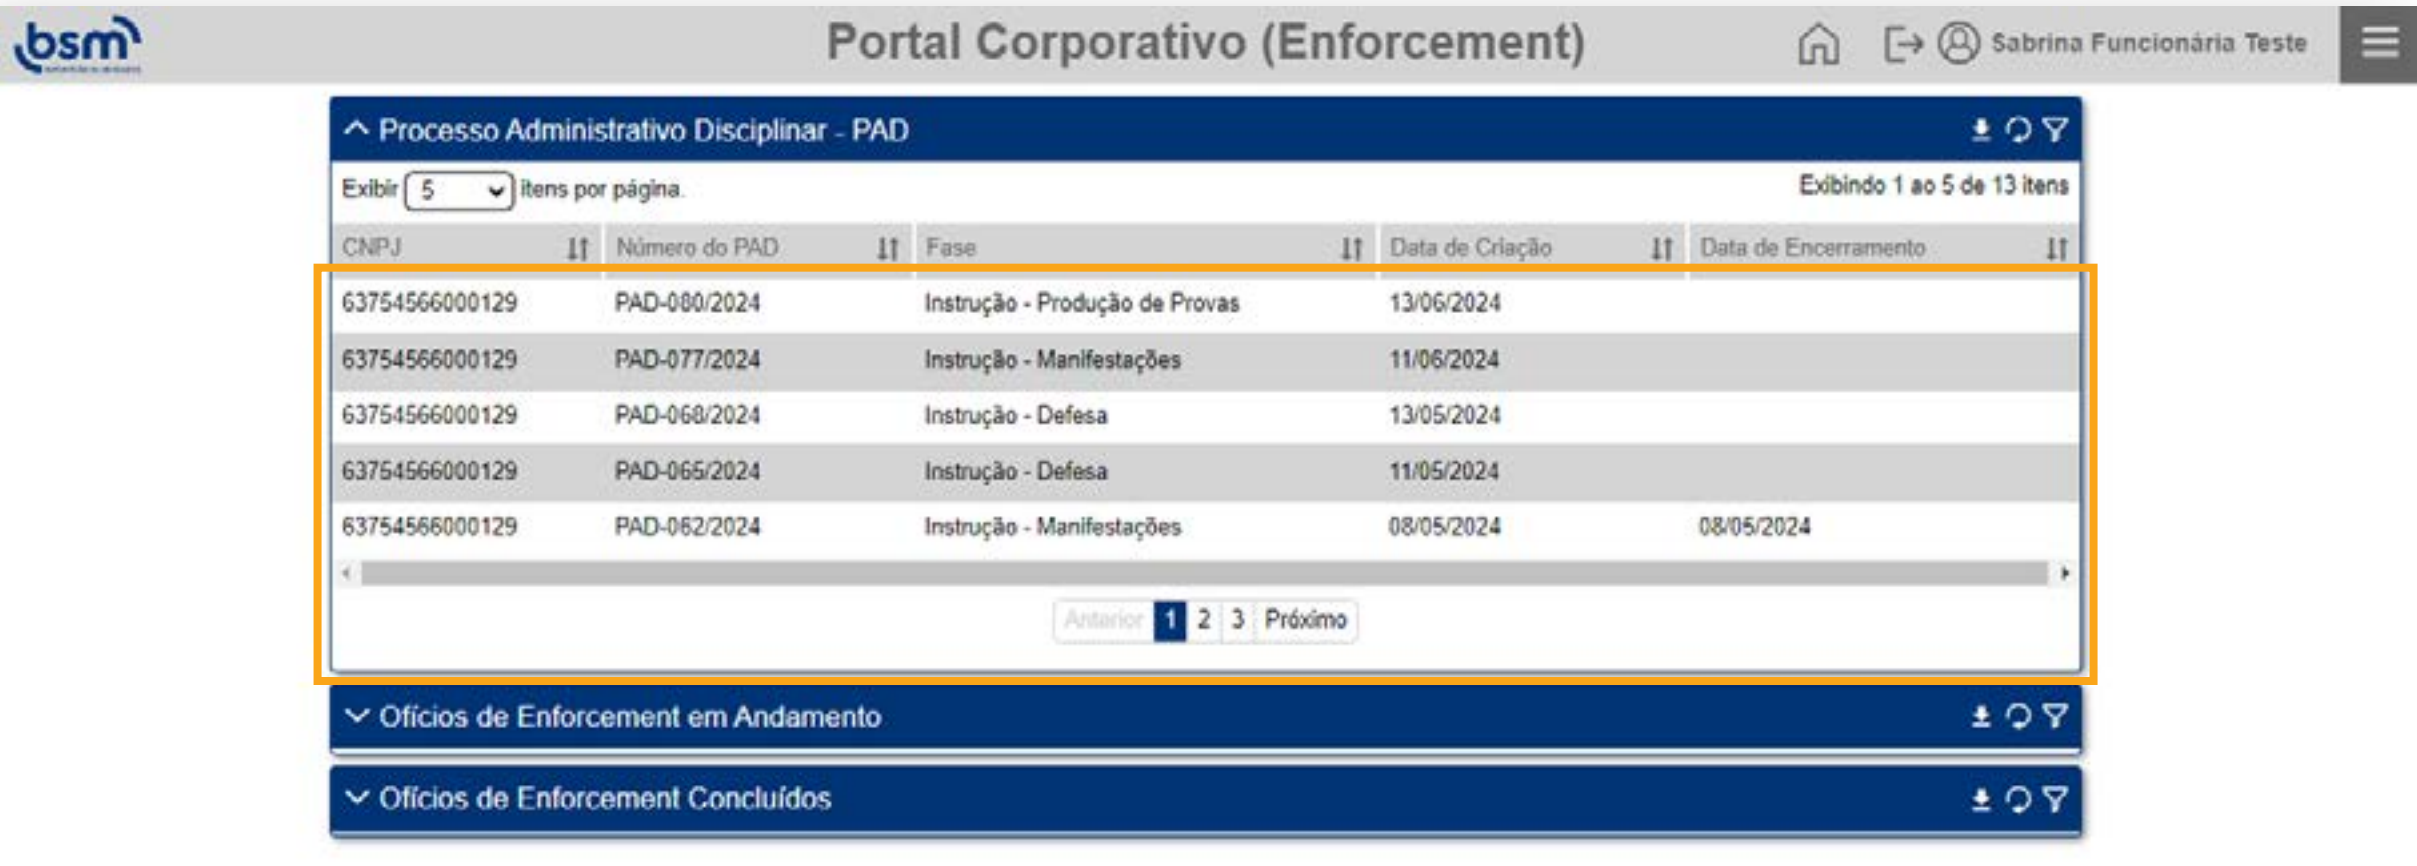 bsm
Portal Corporativo (Enforcement)
Sabrina Funcionária Teste
Processo Administrativo Disciplinar - PAD
Exibir 5 itens por página.
Exibindo 1 ao 5 de 13 itens
CNPJ Número do PAD Fase Data de Criação Data de Encerramento
63754566000129 PAD-080/2024 Instrução - Produção de Provas 13/06/2024
63754566000129 PAD-077/2024 Instrução - Manifestações 11/06/2024
63754566000129 PAD-068/2024 Instrução - Defesa 13/05/2024
63754566000129 PAD-065/2024 Instrução - Defesa 11/05/2024
63754566000129 PAD-062/2024 Instrução - Manifestações 08/05/2024 08/05/2024
Anterior 1 2 3 Próximo
Ofícios de Enforcement em Andamento
Ofícios de Enforcement Concluídos